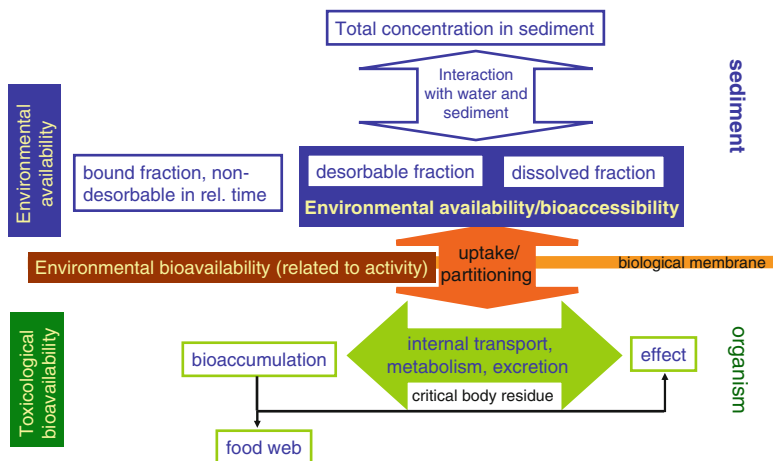 Total concentration in sediment
Interaction
with water and
sediment
sediment
Environmental
availability
bound fraction, non-
desorbable in rel. time
desorbable fraction
dissolved fraction
Environmental availability/bioaccessibility
Environmental bioavailability (related to activity)
uptake/
partitioning
biological membrane
Toxicological
bioavailability
bioaccumulation
internal transport,
metabolism, excretion
critical body residue
effect
organism
food web